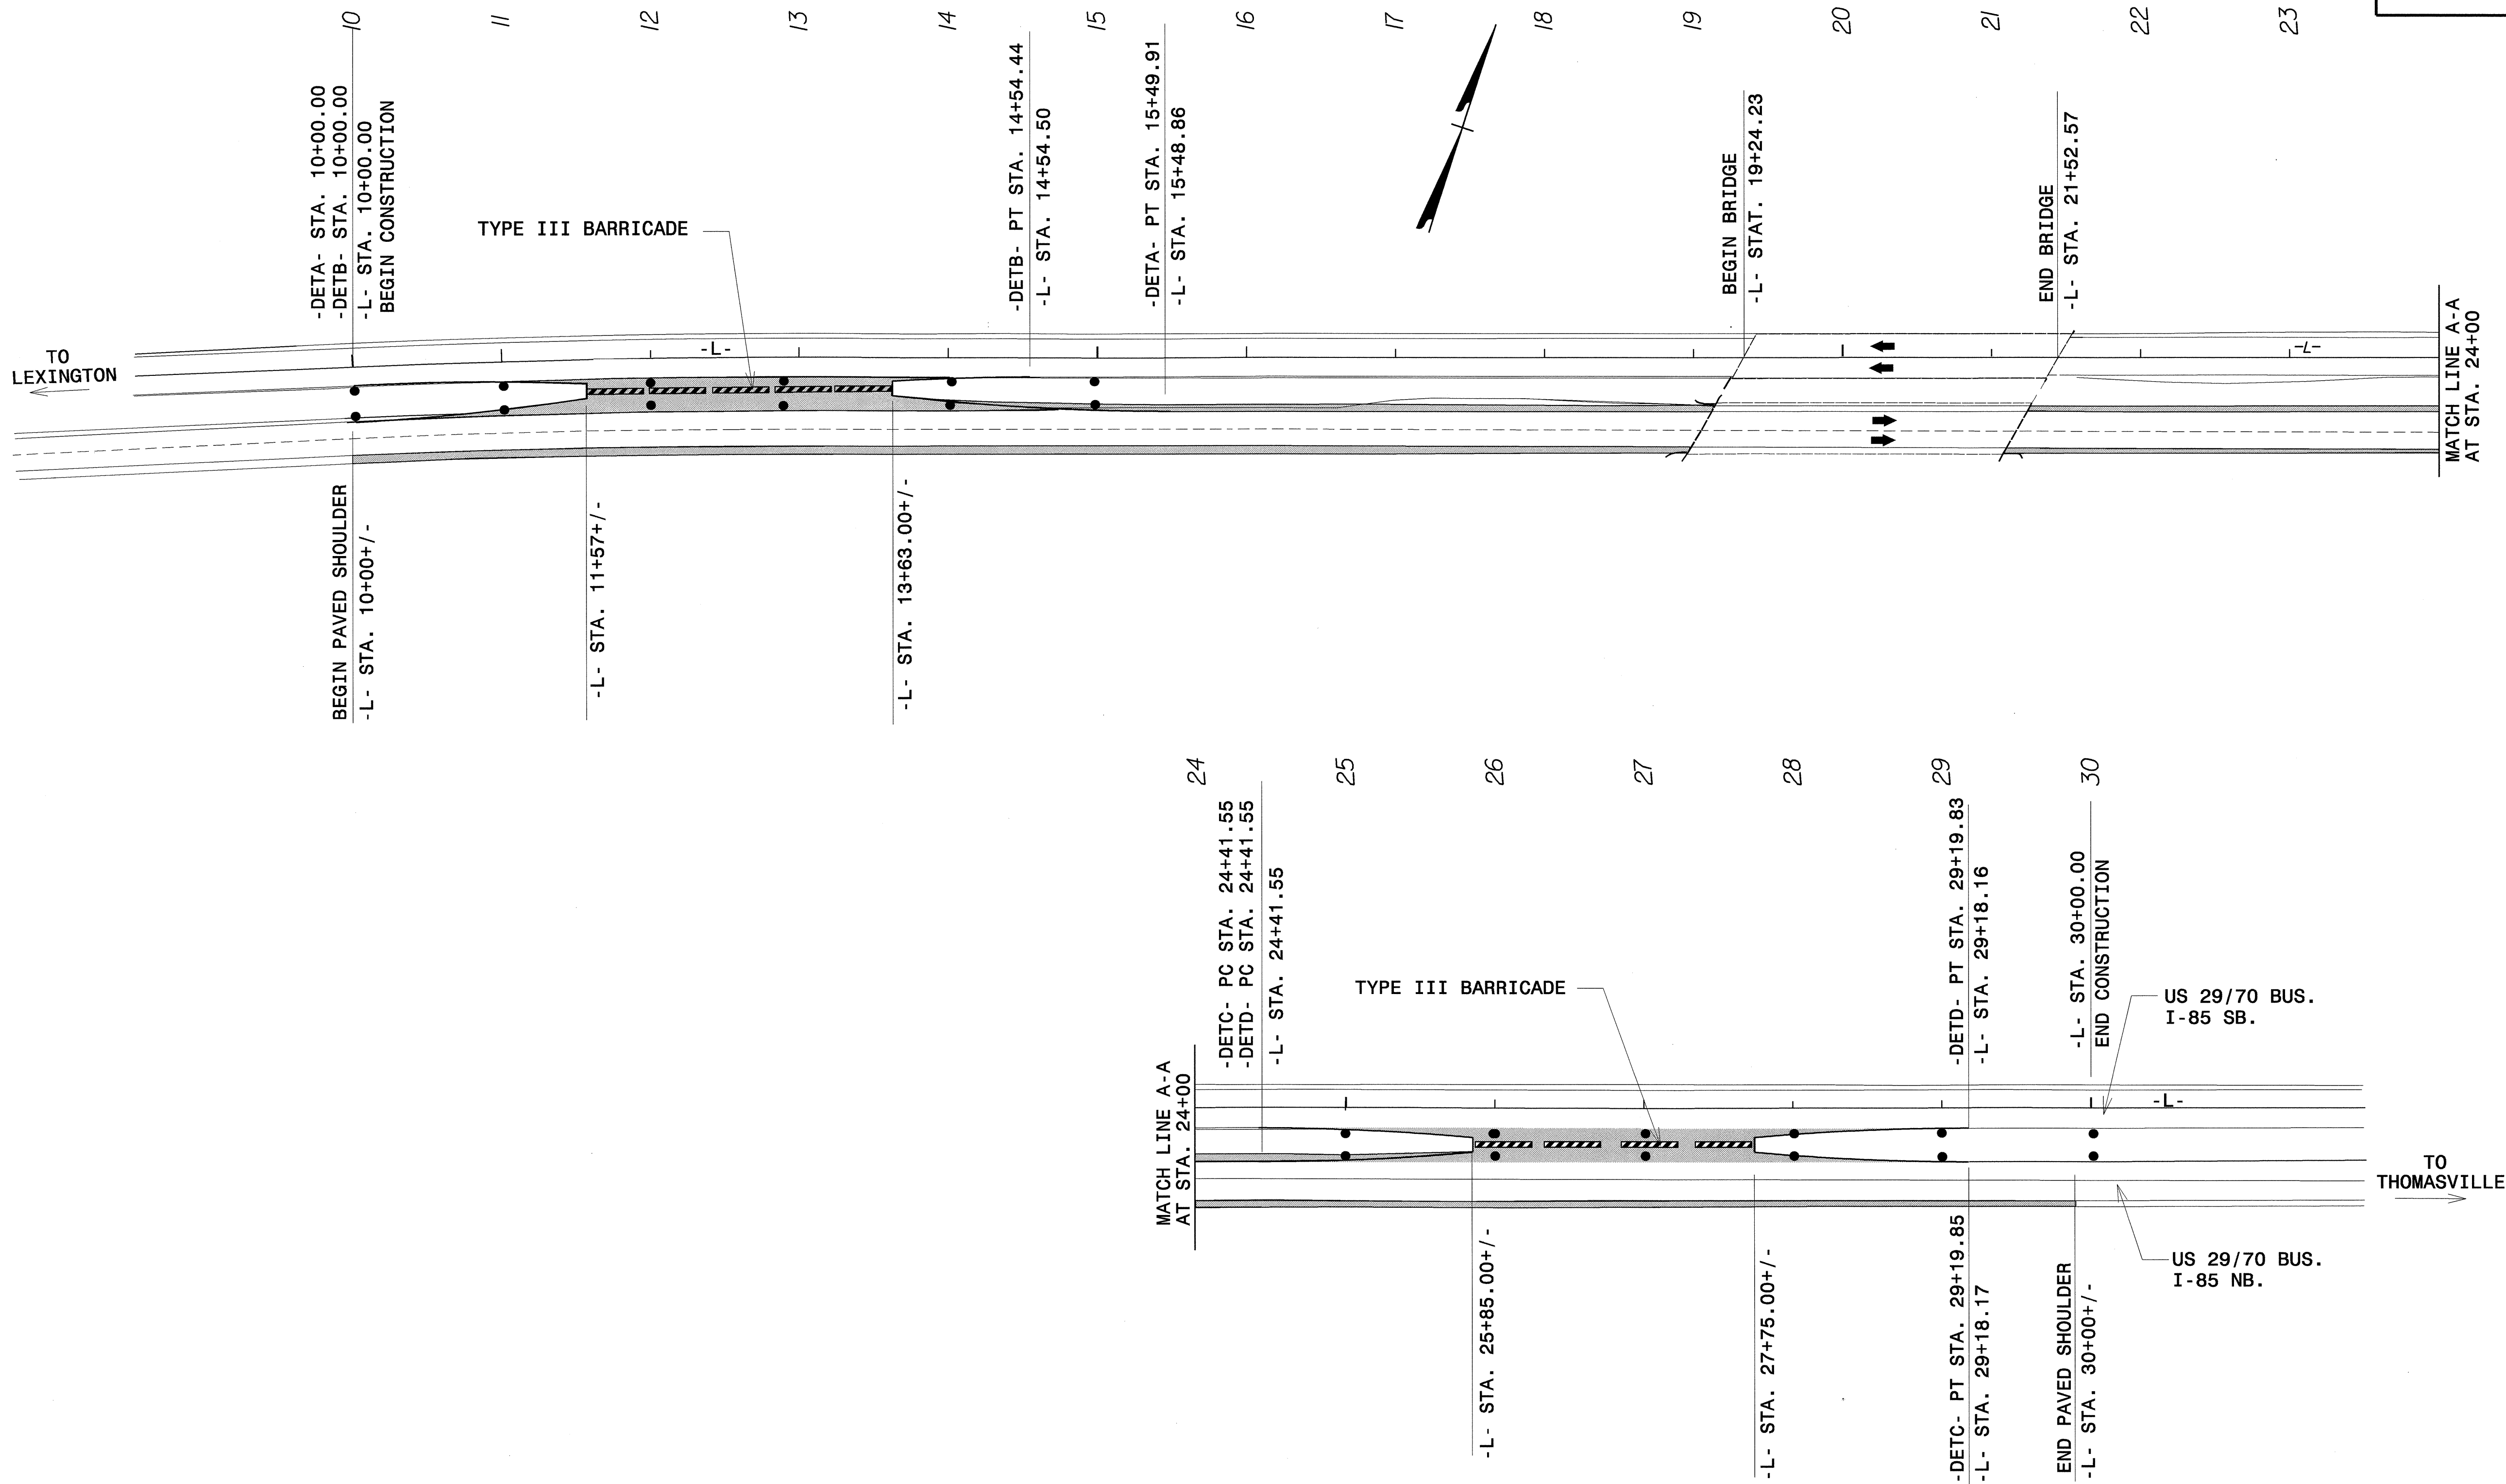 10 11 12 13 14 15 16 17 18 19 20 21 22 23
-DETA- STA. 10+00.00
-DETB- STA. 10+00.00
-L- STA. 10+00.00
BEGIN CONSTRUCTION
TYPE III BARRICADE
-DETB- PT STA. 14+54.44
-L- STA. 14+54.50
-DETA- PT STA. 15+49.91
-L- STA. 15+48.86
BEGIN BRIDGE
-L- STAT. 19+24.23
END BRIDGE
-L- STA. 21+52.57
TO
LEXINGTON
-L-
-L-
MATCH LINE A-A
AT STA. 24+00
BEGIN PAVED SHOULDER
-L- STA. 10+00+/-
-L- STA. 11+57+/-
-L- STA. 13+63.00+/-
24 25 26 27 28 29 30
-DETC- PC STA. 24+41.55
-DETD- PC STA. 24+41.55
-L- STA. 24+41.55
TYPE III BARRICADE
-DETD- PT STA. 29+19.83
-L- STA. 29+18.16
-L- STA. 30+00.00
END CONSTRUCTION
US 29/70 BUS.
I-85 SB.
MATCH LINE A-A
AT STA. 24+00
-L-
TO
THOMASVILLE
-L- STA. 25+85.00+/-
-L- STA. 27+75.00+/-
-DETC- PT STA. 29+19.85
-L- STA. 29+18.17
END PAVED SHOULDER
-L- STA. 30+00+/-
US 29/70 BUS.
I-85 NB.